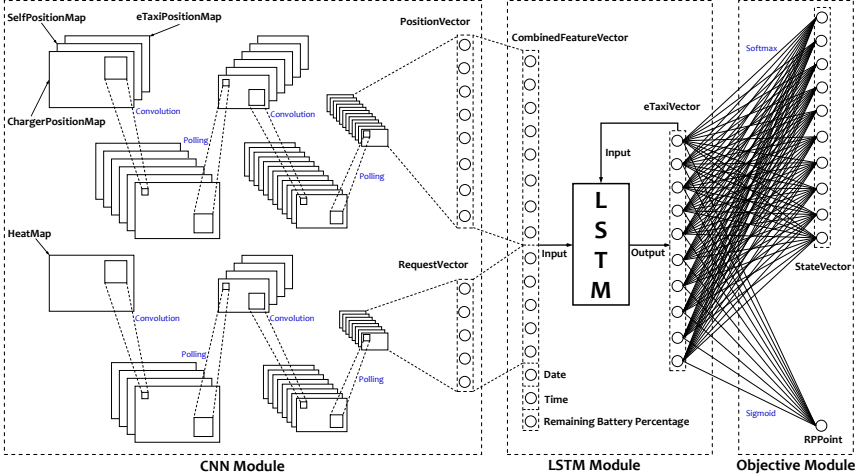 SelfPositionMap
eTaxiPositionMap
ChargerPositionMap
Convolution
Polling
Convolution
Polling
PositionVector
HeatMap
Convolution
Polling
Convolution
Polling
RequestVector
CNN Module
CombinedFeatureVector
Input
LSTM
Input
Output
eTaxiVector
Date
Time
Remaining Battery Percentage
LSTM Module
Softmax
StateVector
Sigmoid
RPPoint
Objective Module